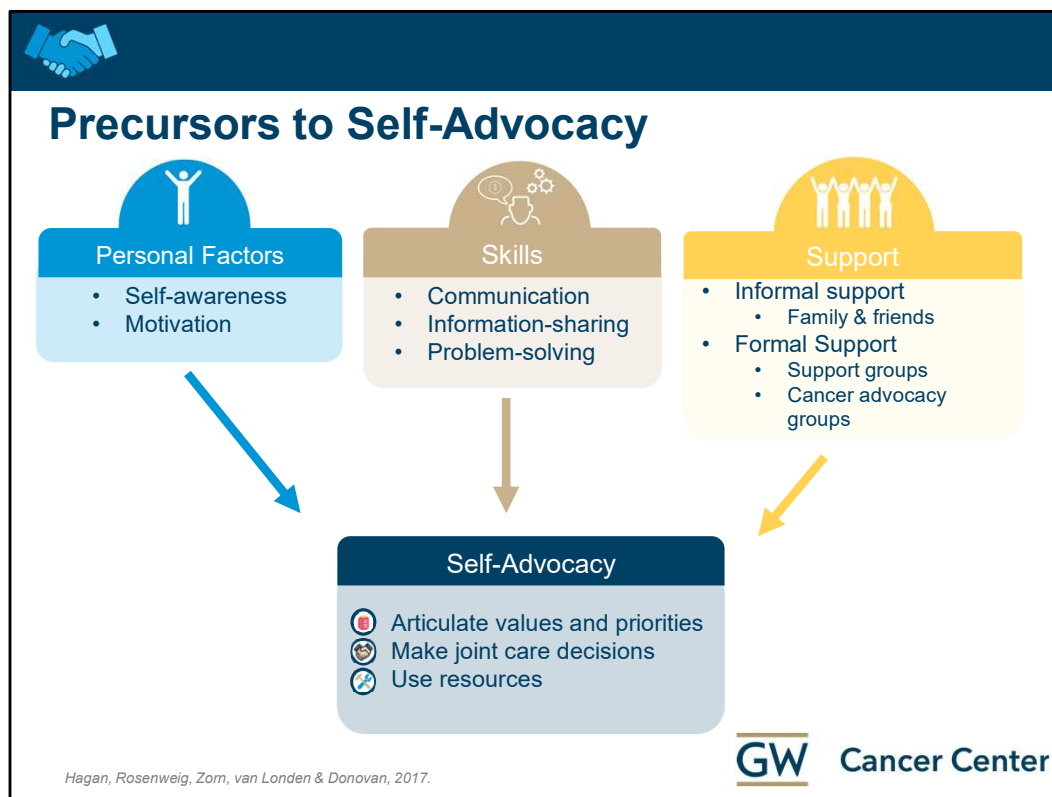 Precursors to Self-Advocacy
Personal Factors
• Self-awareness
• Motivation
Skills
• Communication
• Information-sharing
• Problem-solving
Support
• Informal support
• Family & friends
• Formal Support
• Support groups
• Cancer advocacy
groups
Self-Advocacy
Articulate values and priorities
Make joint care decisions
Use resources
Hagan, Rosenweig, Zorn, van Londen & Donovan, 2017.
GW Cancer Center